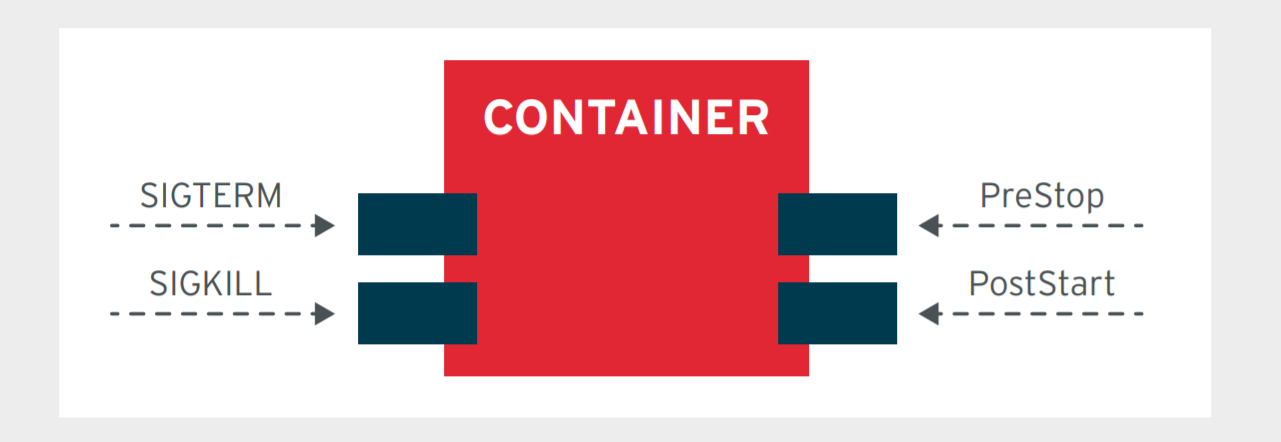 CONTAINER
SIGTERM
PreStop
SIGKILL
PostStart